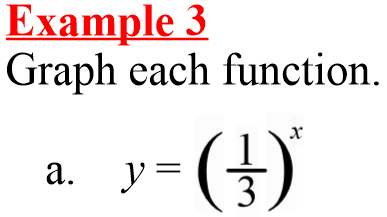 Example 3
Graph each function.
a. y = (1/3)^x